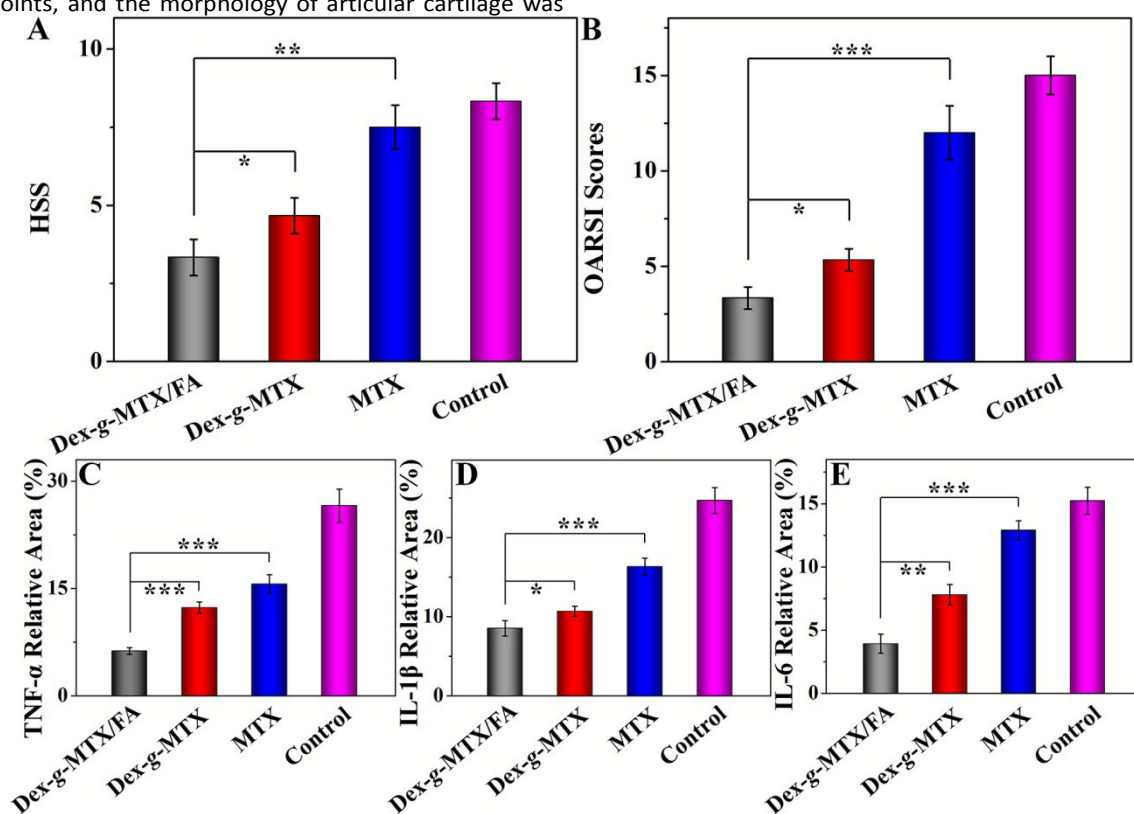 oints, and the morphology of articular cartilage was
A
HSS
10
5
0
**
*
Dex-g-MTX/FA
Dex-g-MTX
MTX
Control
B
OARSI Scores
15
10
5
0
***
*
Dex-g-MTX/FA
Dex-g-MTX
MTX
Control
C
TNF-α Relative Area (%)
30
15
0
***
***
Dex-g-MTX/FA
Dex-g-MTX
MTX
Control
D
IL-1β Relative Area (%)
20
10
0
***
*
Dex-g-MTX/FA
Dex-g-MTX
MTX
Control
E
IL-6 Relative Area (%)
15
10
5
0
***
**
Dex-g-MTX/FA
Dex-g-MTX
MTX
Control